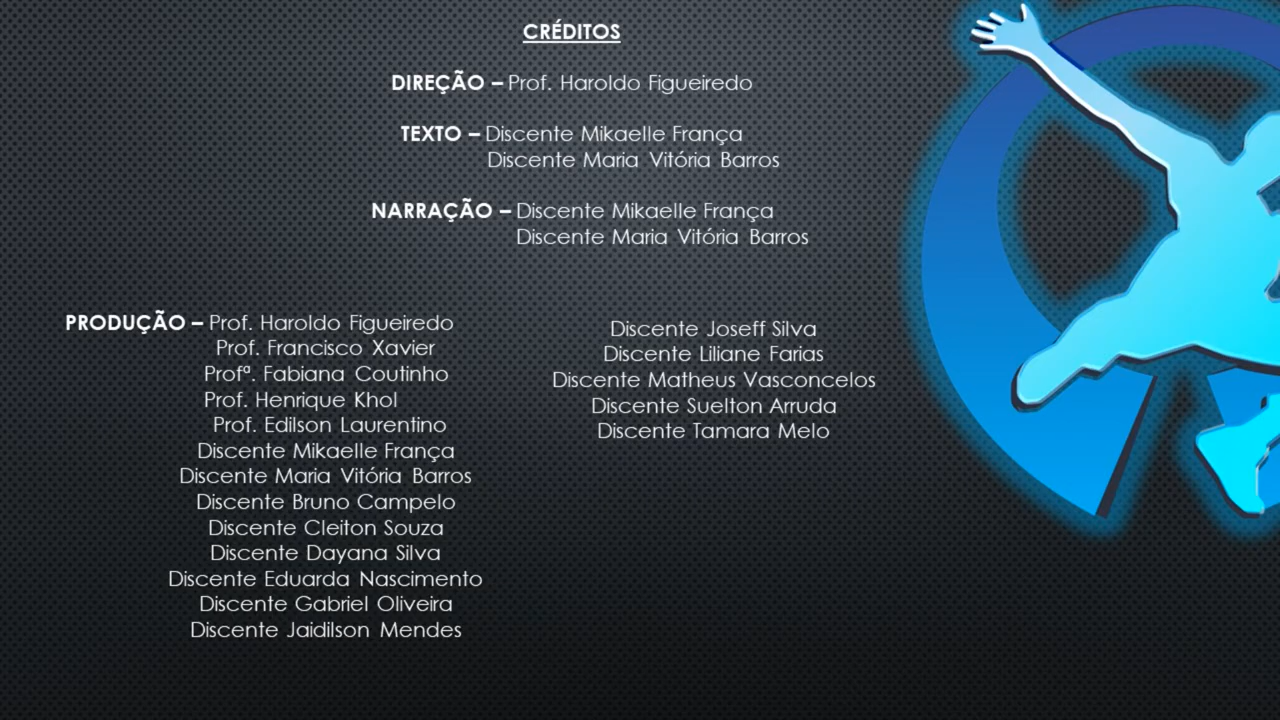 CRÉDITOS
DIREÇÃO – Prof. Haroldo Figueiredo
TEXTO – Discente Mikaelle França
Discente Maria Vitória Barros
NARRAÇÃO – Discente Mikaelle França
Discente Maria Vitória Barros
PRODUÇÃO – Prof. Haroldo Figueiredo
Prof. Francisco Xavier
Profª. Fabiana Coutinho
Prof. Henrique Khol
Prof. Edilson Laurentino
Discente Mikaelle França
Discente Maria Vitória Barros
Discente Bruno Campelo
Discente Cleiton Souza
Discente Dayana Silva
Discente Eduarda Nascimento
Discente Gabriel Oliveira
Discente Jaidilson Mendes
Discente Joseff Silva
Discente Liliane Farias
Discente Matheus Vasconcelos
Discente Suelton Arruda
Discente Tamara Melo